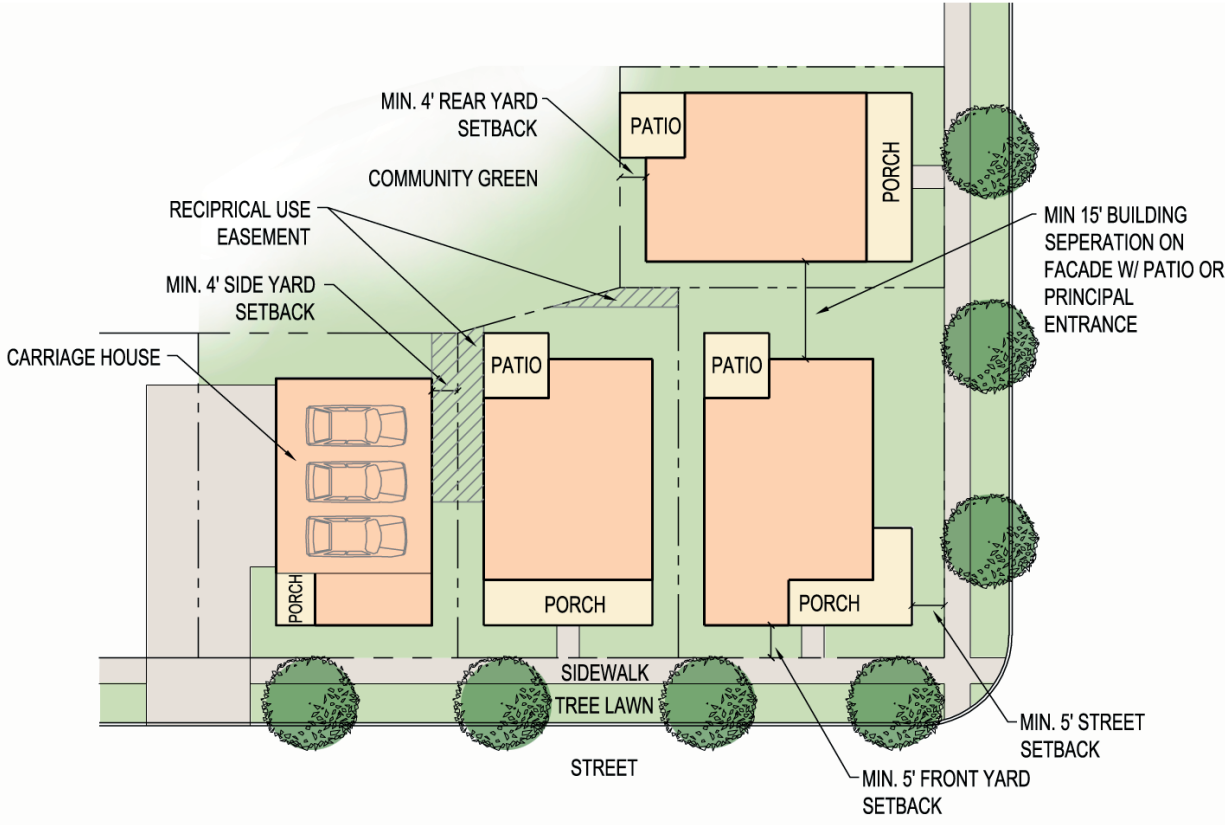 MIN. 4' REAR YARD
SETBACK
PATIO
PORCH
COMMUNITY GREEN
RECIPRICAL USE
EASEMENT
MIN 15' BUILDING
SEPERATION ON
FACADE W/ PATIO OR
PRINCIPAL
ENTRANCE
MIN. 4' SIDE YARD
SETBACK
CARRIAGE HOUSE
PATIO
PATIO
PORCH
PORCH
PORCH
SIDEWALK
TREE LAWN
STREET
MIN. 5' STREET
SETBACK
MIN. 5' FRONT YARD
SETBACK